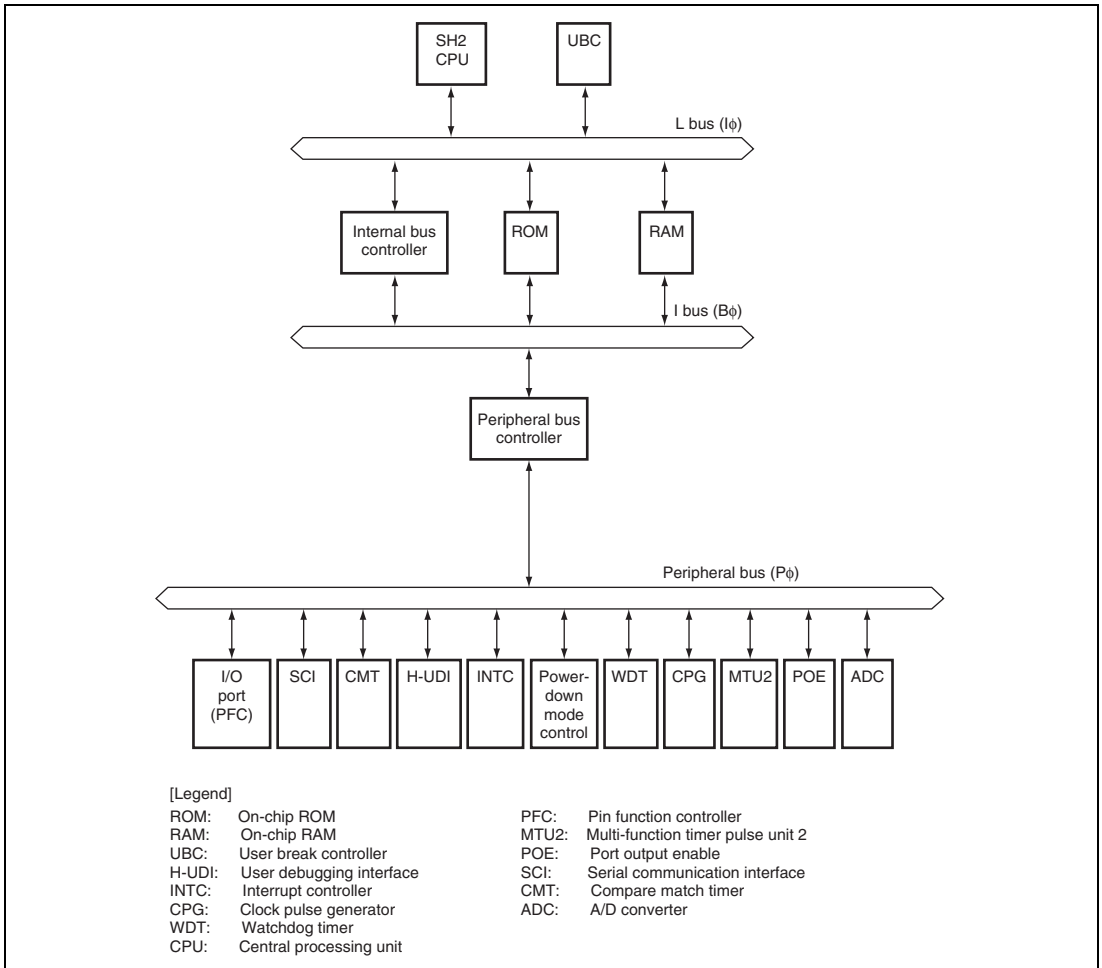 SH2
CPU
UBC
L bus (Iϕ)
Internal bus
controller
ROM
RAM
I bus (Bϕ)
Peripheral bus
controller
Peripheral bus (Pϕ)
I/O
port
(PFC)
SCI
CMT
H-UDI
INTC
Power-
down
mode
control
WDT
CPG
MTU2
POE
ADC
[Legend]
ROM: On-chip ROM
RAM: On-chip RAM
UBC: User break controller
H-UDI: User debugging interface
INTC: Interrupt controller
CPG: Clock pulse generator
WDT: Watchdog timer
CPU: Central processing unit
PFC: Pin function controller
MTU2: Multi-function timer pulse unit 2
POE: Port output enable
SCI: Serial communication interface
CMT: Compare match timer
ADC: A/D converter